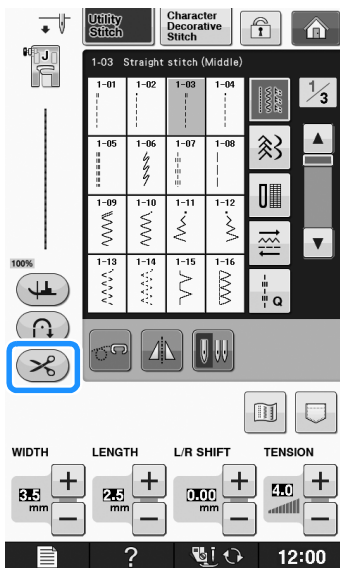 Utility
Stitch
Character
Decorative
Stitch
J
1-03 Straight stitch (Middle)
1-01 1-02 1-03 1-04
1/3
1-05 1-06 1-07 1-08
1-09 1-10 1-11 1-12
1-13 1-14 1-15 1-16
Q
100%
WIDTH LENGTH L/R SHIFT TENSION
3.5 mm + −
2.5 mm + −
0.00 mm + −
4.0 + −
? 12:00